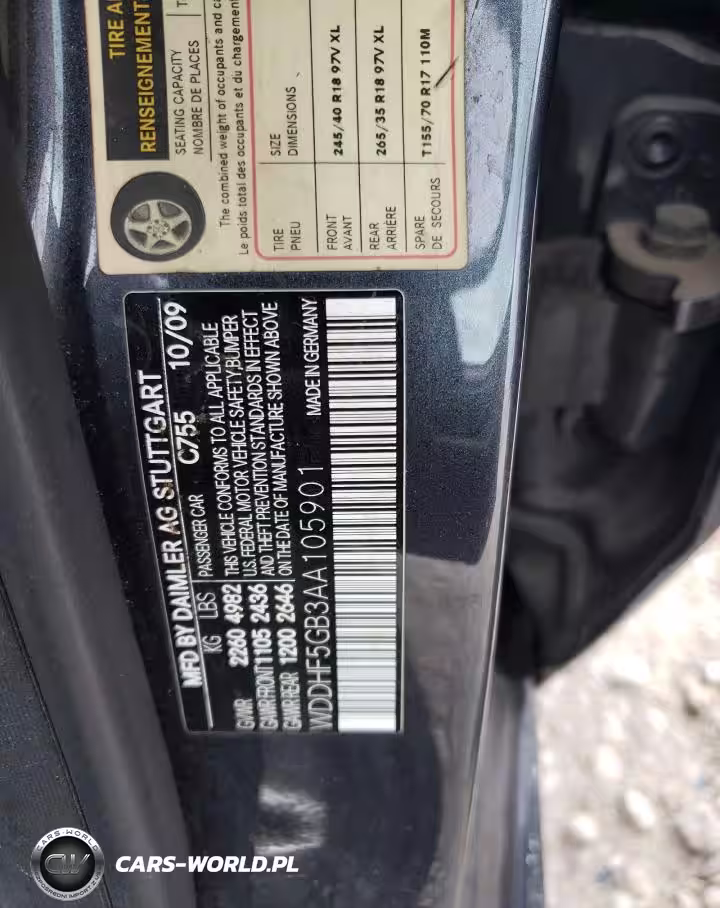 TIRE A
RENSEIGNEMENT
SEATING CAPACITY
NOMBRE DE PLACES
The combined weight of occupants and ca
Le poids total des occupants et du chargement
TIRE SIZE
PNEU DIMENSIONS
FRONT 245/40 R18 97V XL
AVANT
REAR 265/35 R18 97V XL
ARRIÈRE
SPARE T155/70 R17 110M
DE SECOURS
MFD BY DAIMLER AG STUTTGART 10/09
KG LBS PASSENGER CAR C755
GVWR 2260 4982
GAWR FRONT 1105 2436
GAWR REAR 1200 2646
THIS VEHICLE CONFORMS TO ALL APPLICABLE
U.S. FEDERAL MOTOR VEHICLE SAFETY, BUMPER
AND THEFT PREVENTION STANDARDS IN EFFECT
ON THE DATE OF MANUFACTURE SHOWN ABOVE
WDDHF5GB3AA105901 MADE IN GERMANY
CARS-WORLD
CW
CARS-WORLD.PL